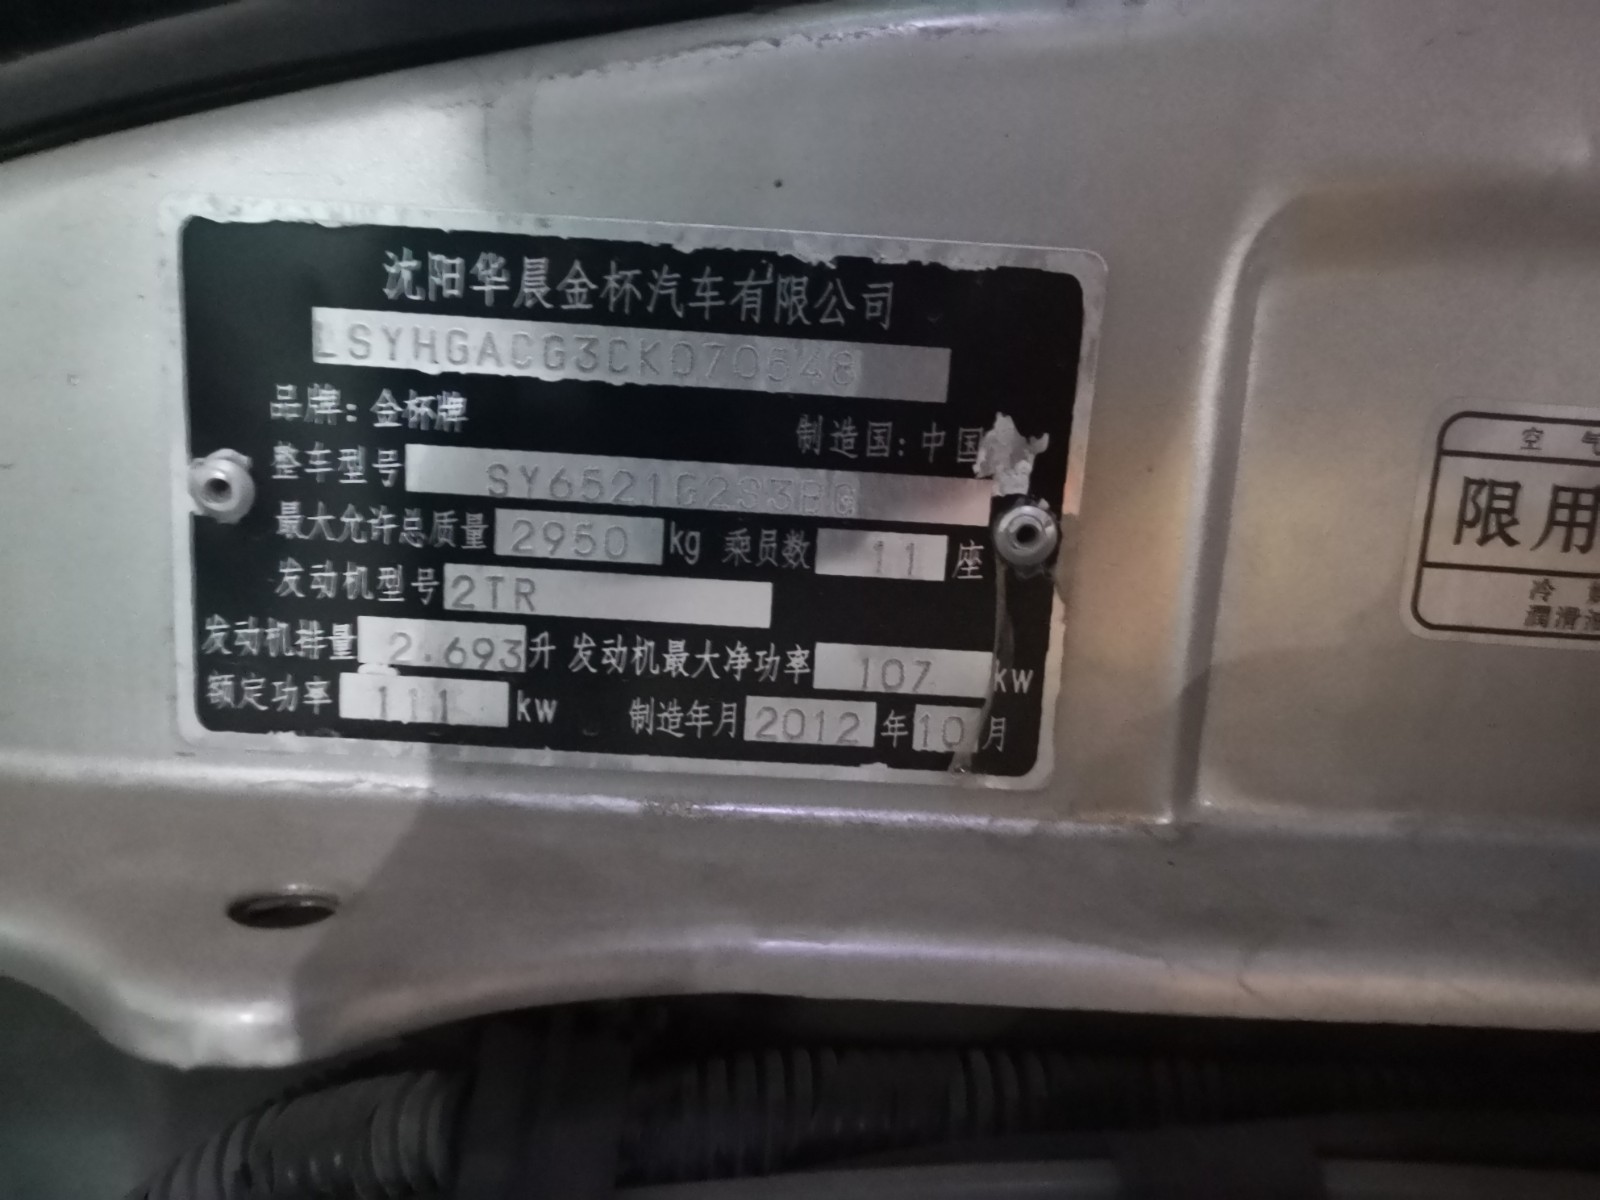 沈阳华晨金杯汽车有限公司
LSYHGACG3CK070548
品牌：金杯牌
制造国：中国
整车型号 SY6521G2S3BG
最大允许总质量 2950 kg 乘员数 11 座
发动机型号 2TR
发动机排量 2.693 升 发动机最大净功率 107 kw
额定功率 111 kw 制造年月 2012 年 10 月
空
限用
冷
潤滑